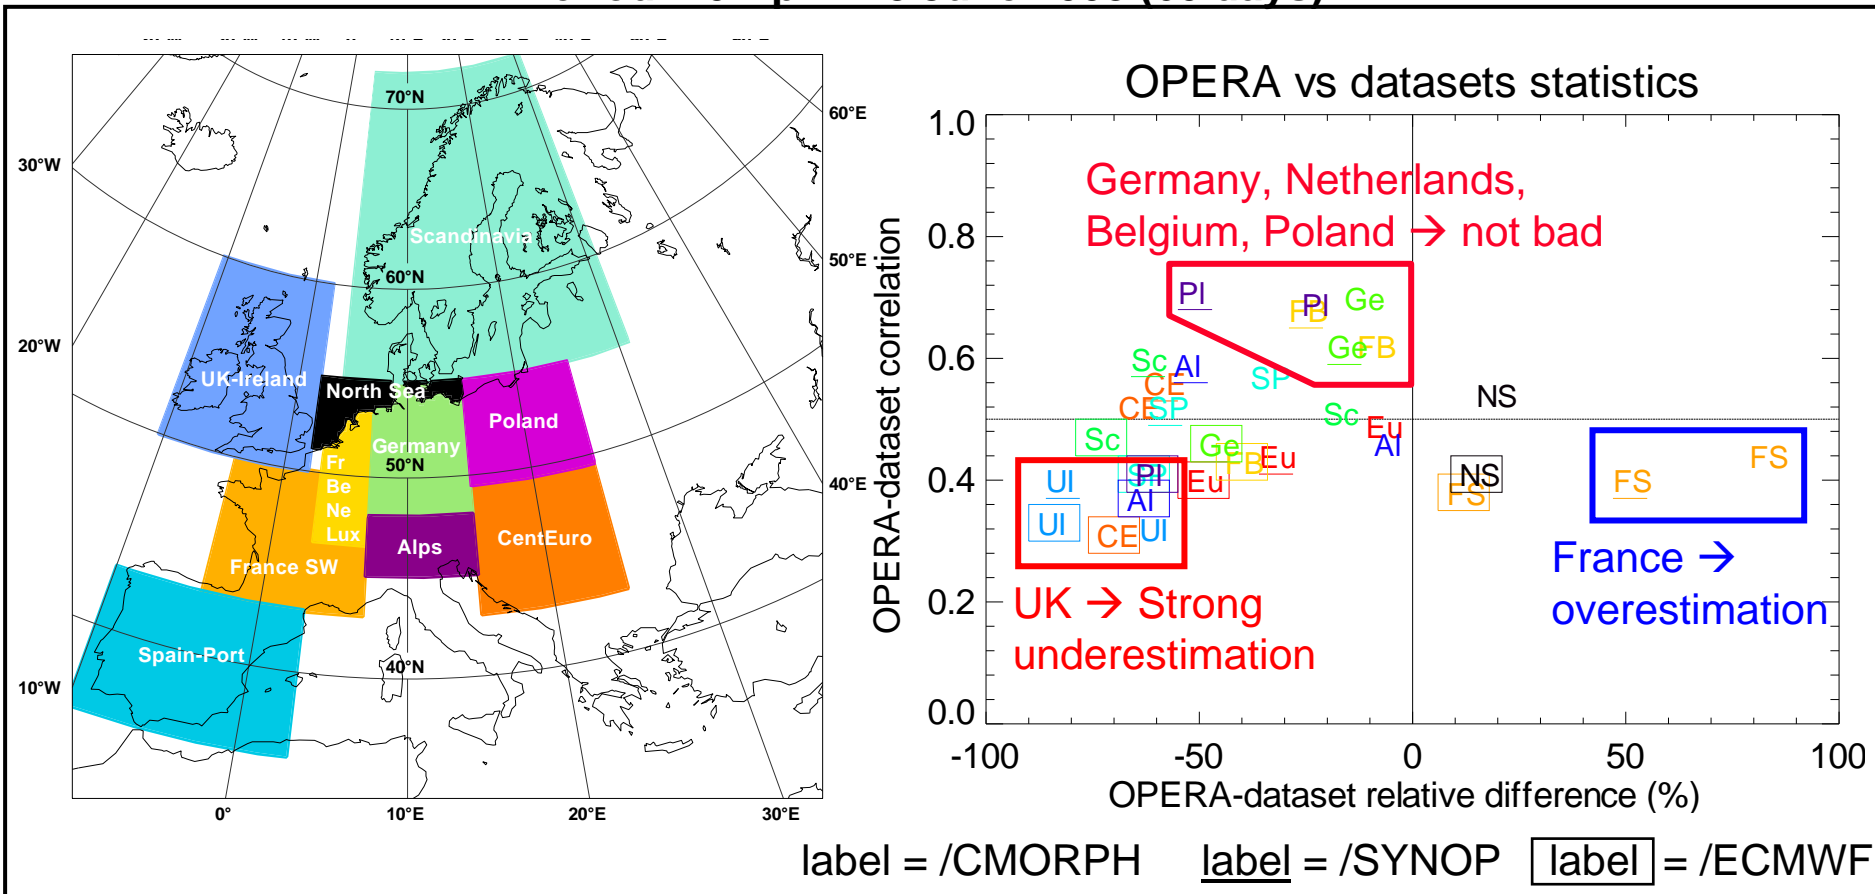 70°N
60°E
30°W
Scandinavia
50°E
60°N
20°W
UK-Ireland
North Sea
Poland
Germany
50°N
Fr
Be
Ne
Lux
40°E
Alps
CentEuro
France SW
Spain-Port
40°N
10°W
0°
10°E
20°E
30°E
OPERA vs datasets statistics
1.0
0.8
0.6
0.4
0.2
0.0
OPERA-dataset correlation
Germany, Netherlands,
Belgium, Poland → not bad
Pl
FB
Pl
Ge
Ge
FB
Sc
Al
CE
SP
CE
SP
NS
Sc
Eu
Al
Sc
Ge
FB
Eu
UI
SP
Pl
Eu
NS
FS
FS
FS
Al
UI
CE
UI
UK → Strong
underestimation
France →
overestimation
-100
-50
0
50
100
OPERA-dataset relative difference (%)
label = /CMORPH
label = /SYNOP
label = /ECMWF